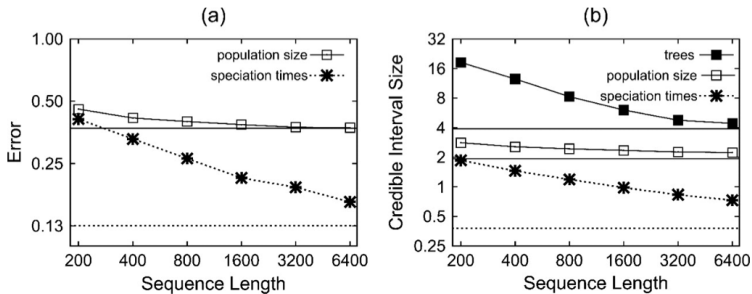 (a)
1.00
0.50
0.25
0.13
Error
population size
speciation times
200 400 800 1600 3200 6400
Sequence Length
(b)
32
16
8
4
2
1
0.5
0.25
Credible Interval Size
trees
population size
speciation times
200 400 800 1600 3200 6400
Sequence Length